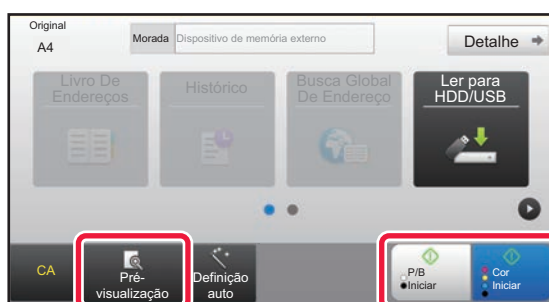 Original
A4
Morada
Dispositivo de memória externo
Detalhe
Livro De
Endereços
Histórico
Busca Global
De Endereço
Ler para
HDD/USB
CA
Pré-
visualização
Definição
auto
P/B
Iniciar
Cor
Iniciar